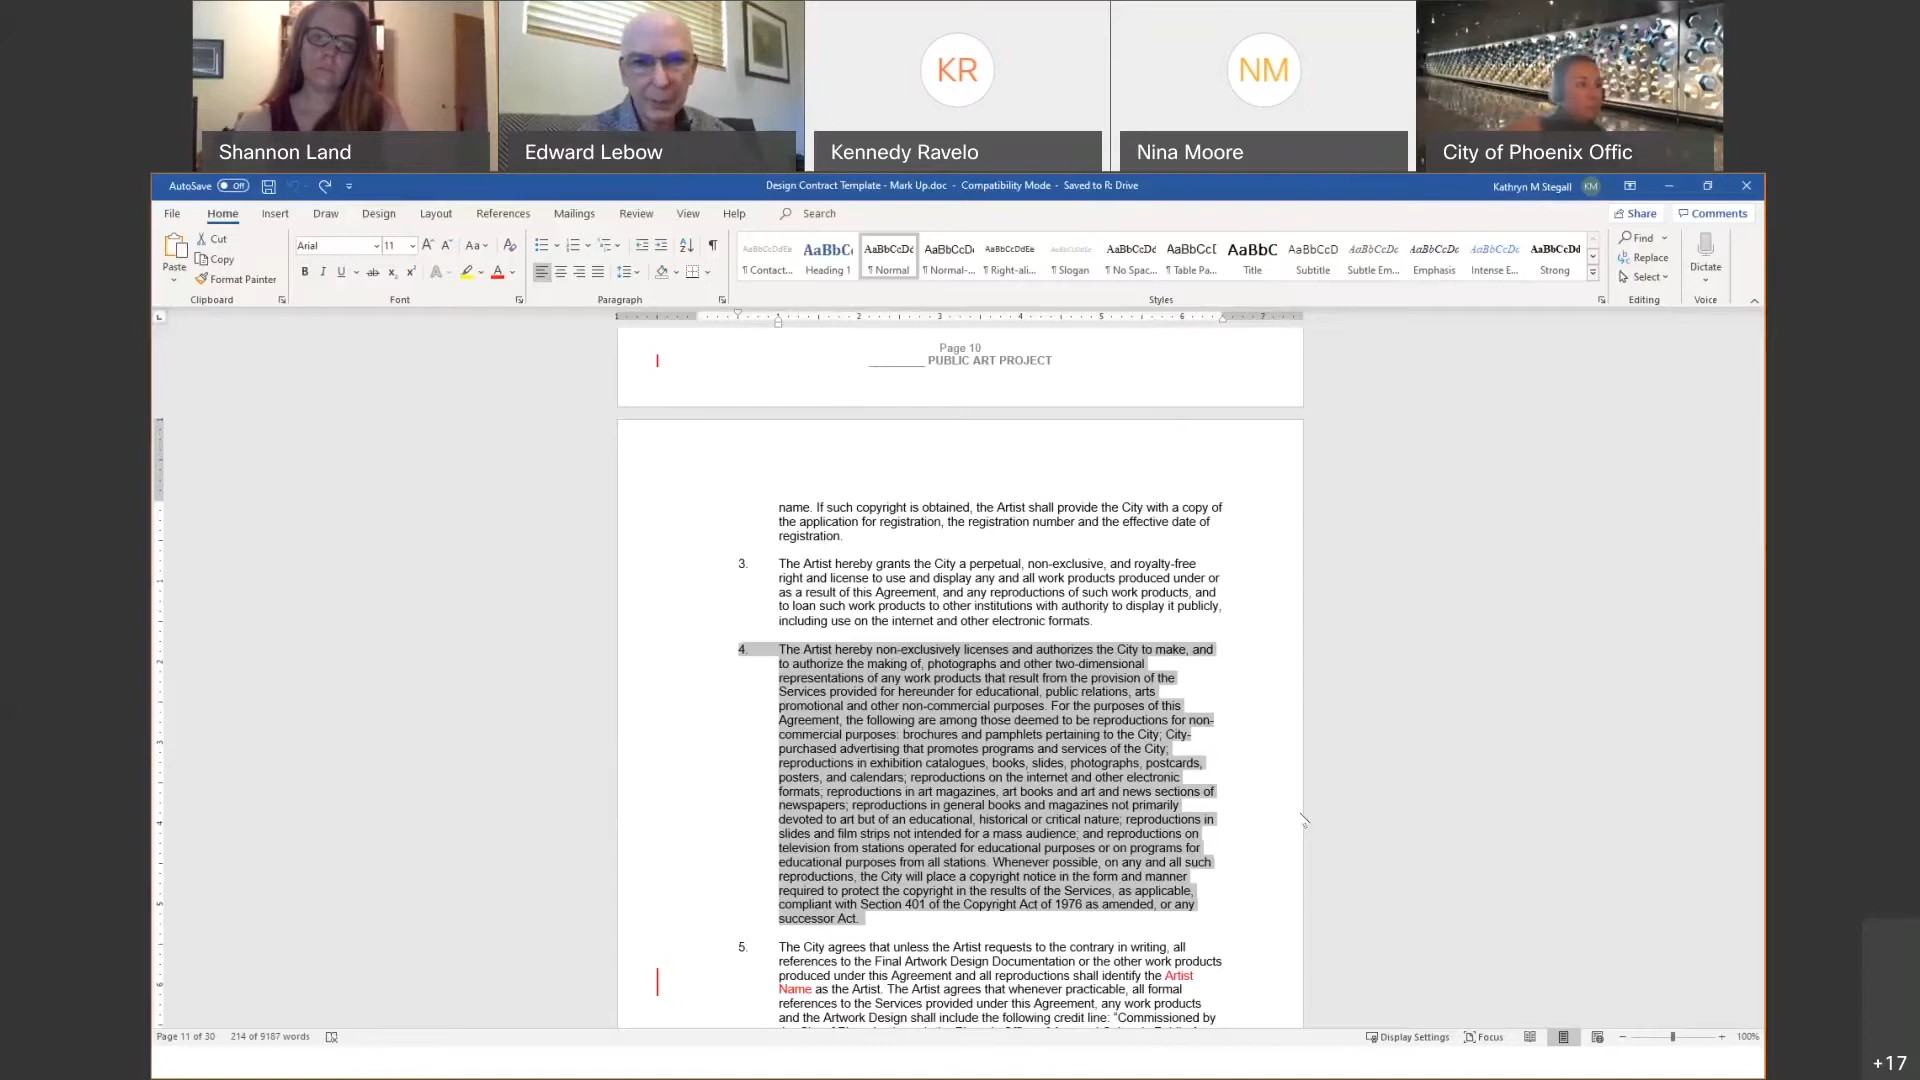 KR
NM
Shannon Land
Edward Lebow
Kennedy Ravelo
Nina Moore
City of Phoenix Offic
AutoSave Off
Design Contract Template - Mark Up.doc - Compatibility Mode - Saved to R: Drive
Kathryn M Stegall KM
File Home Insert Draw Design Layout References Mailings Review View Help Search
Share Comments
Paste
Cut
Copy
Format Painter
Clipboard
Arial 11
Font
Paragraph
AaBbCcDdEe AaBbC AaBbCcDd AaBbCcD AaBbCcDdEe AaBbCcDdEe AaBbCcDd AaBbCcD AaBbC AaBbCcD AaBbCcDc AaBbCcDc AaBbCcDc AaBbCcDd
¶ Contact... Heading 1 ¶ Normal ¶ Normal-... ¶ Right-ali... ¶ Slogan ¶ No Spac... ¶ Table Pa... Title Subtitle Subtle Em... Emphasis Intense E... Strong
Styles
Find
Replace
Select
Editing
Dictate
Voice
Page 10
________ PUBLIC ART PROJECT
name. If such copyright is obtained, the Artist shall provide the City with a copy of
the application for registration, the registration number and the effective date of
registration.
3. The Artist hereby grants the City a perpetual, non-exclusive, and royalty-free
right and license to use and display any and all work products produced under or
as a result of this Agreement, and any reproductions of such work products, and
to loan such work products to other institutions with authority to display it publicly,
including use on the internet and other electronic formats.
4. The Artist hereby non-exclusively licenses and authorizes the City to make, and
to authorize the making of, photographs and other two-dimensional
representations of any work products that result from the provision of the
Services provided for hereunder for educational, public relations, arts
promotional and other non-commercial purposes. For the purposes of this
Agreement, the following are among those deemed to be reproductions for non-
commercial purposes: brochures and pamphlets pertaining to the City; City-
purchased advertising that promotes programs and services of the City;
reproductions in exhibition catalogues, books, slides, photographs, postcards,
posters, and calendars; reproductions on the internet and other electronic
formats; reproductions in art magazines, art books and art and news sections of
newspapers; reproductions in general books and magazines not primarily
devoted to art but of an educational, historical or critical nature; reproductions in
slides and film strips not intended for a mass audience; and reproductions on
television from stations operated for educational purposes or on programs for
educational purposes from all stations. Whenever possible, on any and all such
reproductions, the City will place a copyright notice in the form and manner
required to protect the copyright in the results of the Services, as applicable,
compliant with Section 401 of the Copyright Act of 1976 as amended, or any
successor Act.
5. The City agrees that unless the Artist requests to the contrary in writing, all
references to the Final Artwork Design Documentation or the other work products
produced under this Agreement and all reproductions shall identify the Artist
Name as the Artist. The Artist agrees that whenever practicable, all formal
references to the Services provided under this Agreement, any work products
and the Artwork Design shall include the following credit line: "Commissioned by
Page 11 of 30 214 of 9187 words
Display Settings Focus 100%
+17